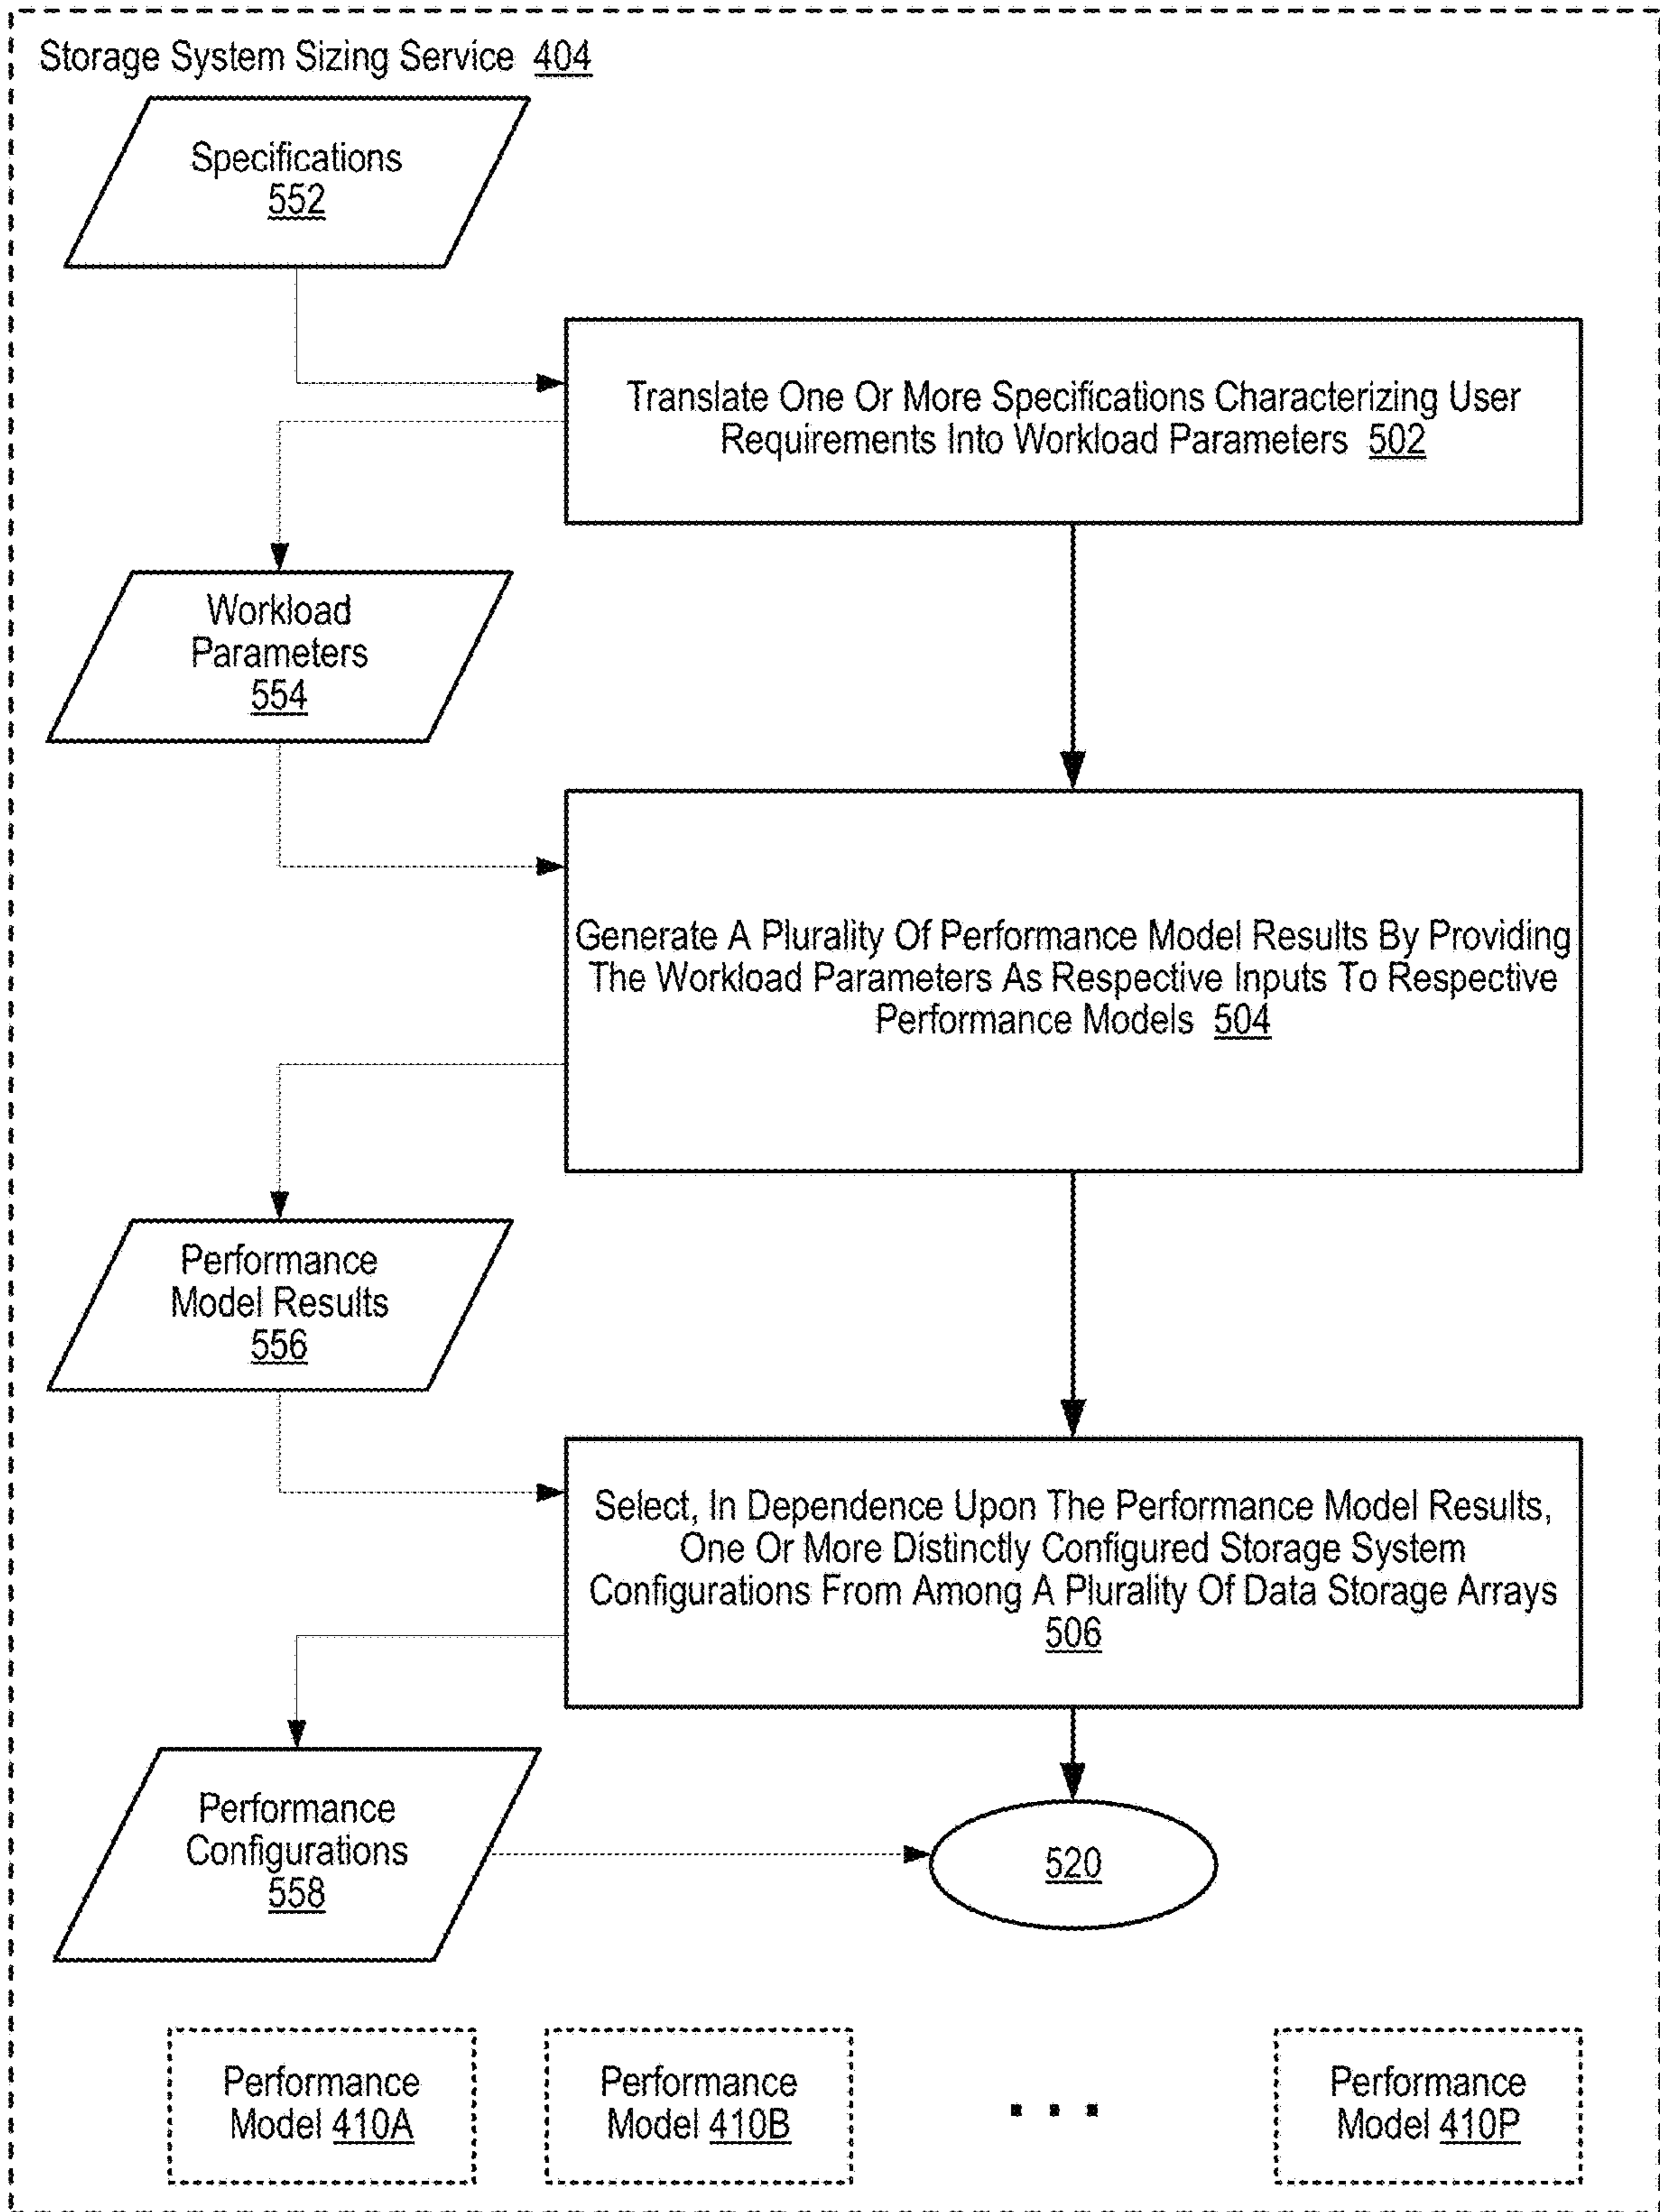 Storage System Sizing Service 404
Specifications
552
Translate One Or More Specifications Characterizing User
Requirements Into Workload Parameters 502
Workload
Parameters
554
Generate A Plurality Of Performance Model Results By Providing
The Workload Parameters As Respective Inputs To Respective
Performance Models 504
Performance
Model Results
556
Select, In Dependence Upon The Performance Model Results,
One Or More Distinctly Configured Storage System
Configurations From Among A Plurality Of Data Storage Arrays
506
Performance
Configurations
558
520
Performance
Model 410A
Performance
Model 410B
. . .
Performance
Model 410P